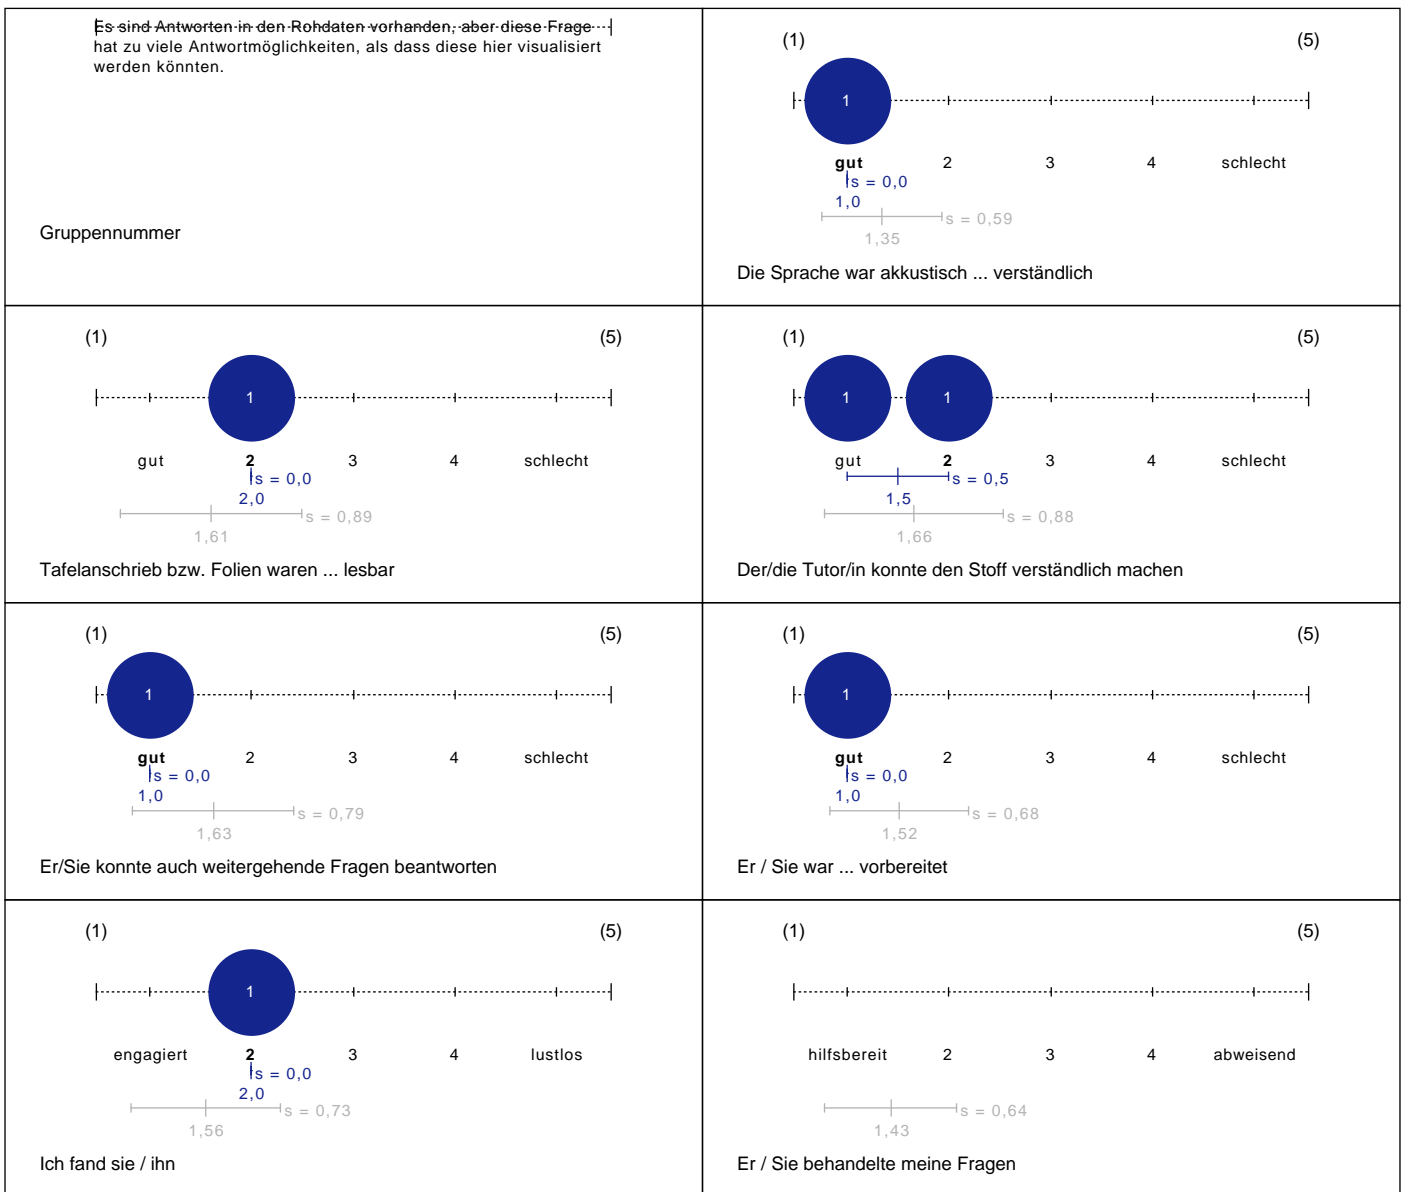 Es sind Antworten in den Rohdaten vorhanden, aber diese Frage
hat zu viele Antwortmöglichkeiten, als dass diese hier visualisiert
werden könnten.
Gruppennummer
(1) (5)
1
gut 2 3 4 schlecht
s = 0,0
1,0
s = 0,59
1,35
Die Sprache war akkustisch ... verständlich
(1) (5)
1
gut 2 3 4 schlecht
s = 0,0
2,0
s = 0,89
1,61
Tafelanschrieb bzw. Folien waren ... lesbar
(1) (5)
1 1
gut 2 3 4 schlecht
s = 0,5
1,5
s = 0,88
1,66
Der/die Tutor/in konnte den Stoff verständlich machen
(1) (5)
1
gut 2 3 4 schlecht
s = 0,0
1,0
s = 0,79
1,63
Er/Sie konnte auch weitergehende Fragen beantworten
(1) (5)
1
gut 2 3 4 schlecht
s = 0,0
1,0
s = 0,68
1,52
Er / Sie war ... vorbereitet
(1) (5)
1
engagiert 2 3 4 lustlos
s = 0,0
2,0
s = 0,73
1,56
Ich fand sie / ihn
(1) (5)
hilfsbereit 2 3 4 abweisend
s = 0,64
1,43
Er / Sie behandelte meine Fragen